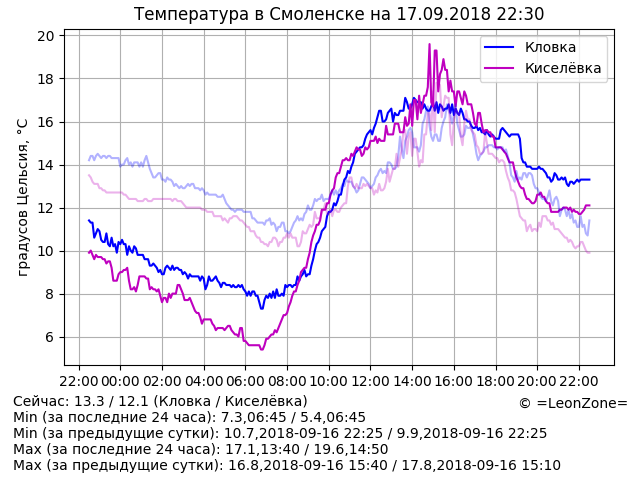 Температура в Смоленске на 17.09.2018 22:30
Кловка
Киселёвка
градусов Цельсия, °C
20
18
16
14
12
10
8
6
22:00 00:00 02:00 04:00 06:00 08:00 10:00 12:00 14:00 16:00 18:00 20:00 22:00
Сейчас: 13.3 / 12.1 (Кловка / Киселёвка)
© =LeonZone=
Min (за последние 24 часа): 7.3,06:45 / 5.4,06:45
Min (за предыдущие сутки): 10.7,2018-09-16 22:25 / 9.9,2018-09-16 22:25
Max (за последние 24 часа): 17.1,13:40 / 19.6,14:50
Max (за предыдущие сутки): 16.8,2018-09-16 15:40 / 17.8,2018-09-16 15:10